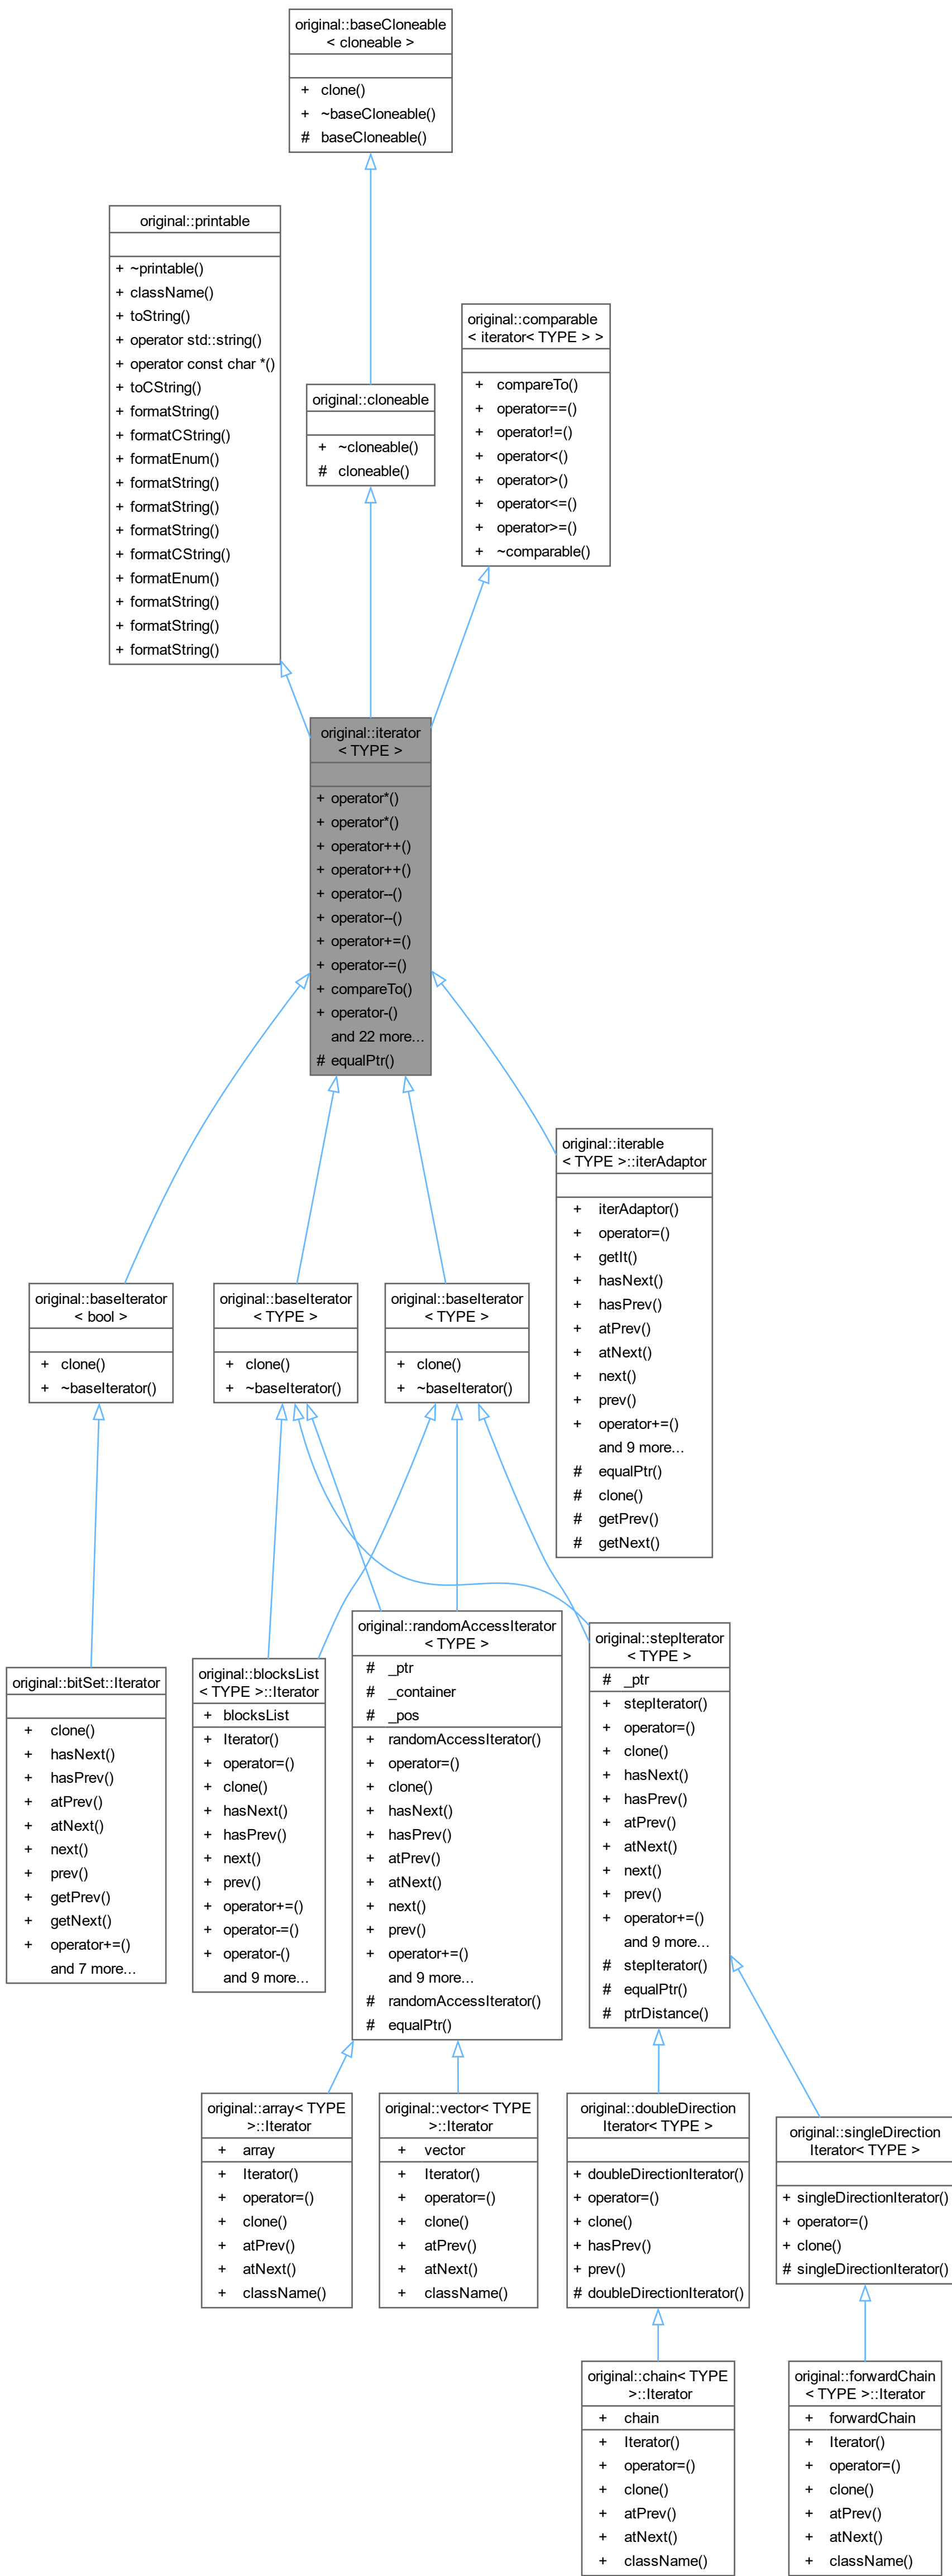 original::baseCloneable
< cloneable >
+ clone()
+ ~baseCloneable()
# baseCloneable()
original::printable
+ ~printable()
+ className()
+ toString()
+ operator std::string()
+ operator const char *()
+ toCString()
+ formatString()
+ formatCString()
+ formatEnum()
+ formatString()
+ formatString()
+ formatString()
+ formatCString()
+ formatEnum()
+ formatString()
+ formatString()
+ formatString()
original::cloneable
+ ~cloneable()
# cloneable()
original::comparable
< iterator< TYPE > >
+ compareTo()
+ operator==()
+ operator!=()
+ operator<()
+ operator>()
+ operator<=()
+ operator>=()
+ ~comparable()
original::iterator
< TYPE >
+ operator*()
+ operator*()
+ operator++()
+ operator++()
+ operator--()
+ operator--()
+ operator+=()
+ operator-=()
+ compareTo()
+ operator-()
and 22 more...
# equalPtr()
original::iterable
< TYPE >::iterAdaptor
+ iterAdaptor()
+ operator=()
+ getIt()
+ hasNext()
+ hasPrev()
+ atPrev()
+ atNext()
+ next()
+ prev()
+ operator+=()
and 9 more...
# equalPtr()
# clone()
# getPrev()
# getNext()
original::baseIterator
< bool >
+ clone()
+ ~baseIterator()
original::baseIterator
< TYPE >
+ clone()
+ ~baseIterator()
original::baseIterator
< TYPE >
+ clone()
+ ~baseIterator()
original::bitSet::Iterator
+ clone()
+ hasNext()
+ hasPrev()
+ atPrev()
+ atNext()
+ next()
+ prev()
+ getPrev()
+ getNext()
+ operator+=()
and 7 more...
original::blocksList
< TYPE >::Iterator
+ blocksList
+ Iterator()
+ operator=()
+ clone()
+ hasNext()
+ hasPrev()
+ next()
+ prev()
+ operator+=()
+ operator-=()
+ operator-()
and 9 more...
original::randomAccessIterator
< TYPE >
# _ptr
# _container
# _pos
+ randomAccessIterator()
+ operator=()
+ clone()
+ hasNext()
+ hasPrev()
+ atPrev()
+ atNext()
+ next()
+ prev()
+ operator+=()
and 9 more...
# randomAccessIterator()
# equalPtr()
original::stepIterator
< TYPE >
# _ptr
+ stepIterator()
+ operator=()
+ clone()
+ hasNext()
+ hasPrev()
+ atPrev()
+ atNext()
+ next()
+ prev()
+ operator+=()
and 9 more...
# stepIterator()
# equalPtr()
# ptrDistance()
original::array< TYPE
>::Iterator
+ array
+ Iterator()
+ operator=()
+ clone()
+ atPrev()
+ atNext()
+ className()
original::vector< TYPE
>::Iterator
+ vector
+ Iterator()
+ operator=()
+ clone()
+ atPrev()
+ atNext()
+ className()
original::doubleDirection
Iterator< TYPE >
+ doubleDirectionIterator()
+ operator=()
+ clone()
+ hasPrev()
+ prev()
# doubleDirectionIterator()
original::singleDirection
Iterator< TYPE >
+ singleDirectionIterator()
+ operator=()
+ clone()
# singleDirectionIterator()
original::chain< TYPE
>::Iterator
+ chain
+ Iterator()
+ operator=()
+ clone()
+ atPrev()
+ atNext()
+ className()
original::forwardChain
< TYPE >::Iterator
+ forwardChain
+ Iterator()
+ operator=()
+ clone()
+ atPrev()
+ atNext()
+ className()